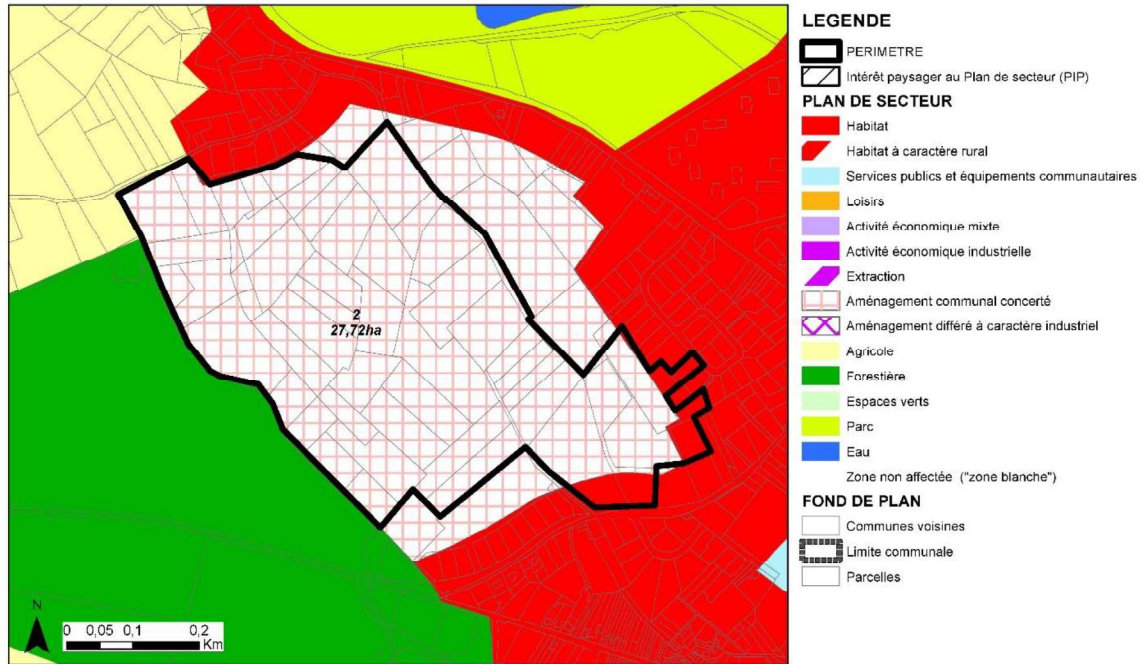 2
27,72ha
N
0 0,05 0,1 0,2
Km
LEGENDE
PERIMETRE
Intérêt paysager au Plan de secteur (PIP)
PLAN DE SECTEUR
Habitat
Habitat à caractère rural
Services publics et équipements communautaires
Loisirs
Activité économique mixte
Activité économique industrielle
Extraction
Aménagement communal concerté
Aménagement différé à caractère industriel
Agricole
Forestière
Espaces verts
Parc
Eau
Zone non affectée ("zone blanche")
FOND DE PLAN
Communes voisines
Limite communale
Parcelles